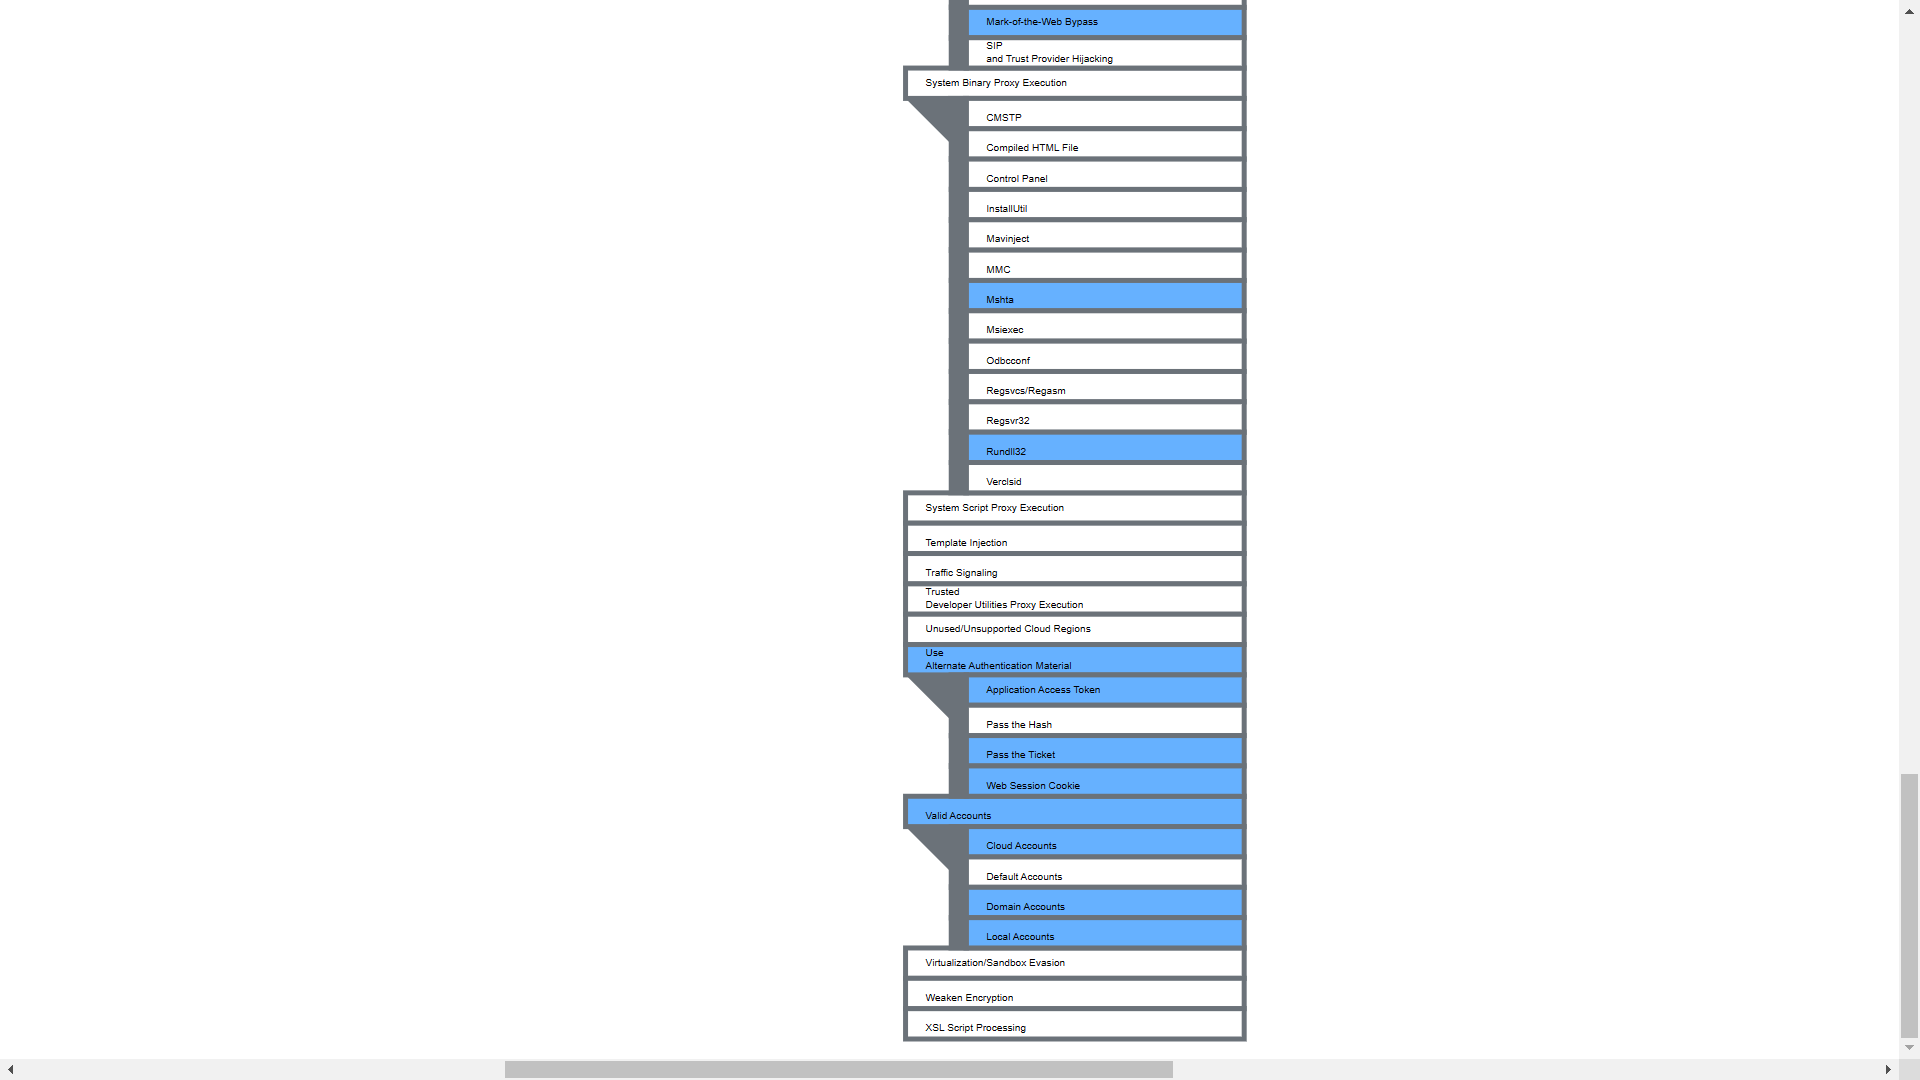 Mark-of-the-Web Bypass
SIP
and Trust Provider Hijacking
System Binary Proxy Execution
CMSTP
Compiled HTML File
Control Panel
InstallUtil
Mavinject
MMC
Mshta
Msiexec
Odbcconf
Regsvcs/Regasm
Regsvr32
Rundll32
Verclsid
System Script Proxy Execution
Template Injection
Traffic Signaling
Trusted
Developer Utilities Proxy Execution
Unused/Unsupported Cloud Regions
Use
Alternate Authentication Material
Application Access Token
Pass the Hash
Pass the Ticket
Web Session Cookie
Valid Accounts
Cloud Accounts
Default Accounts
Domain Accounts
Local Accounts
Virtualization/Sandbox Evasion
Weaken Encryption
XSL Script Processing